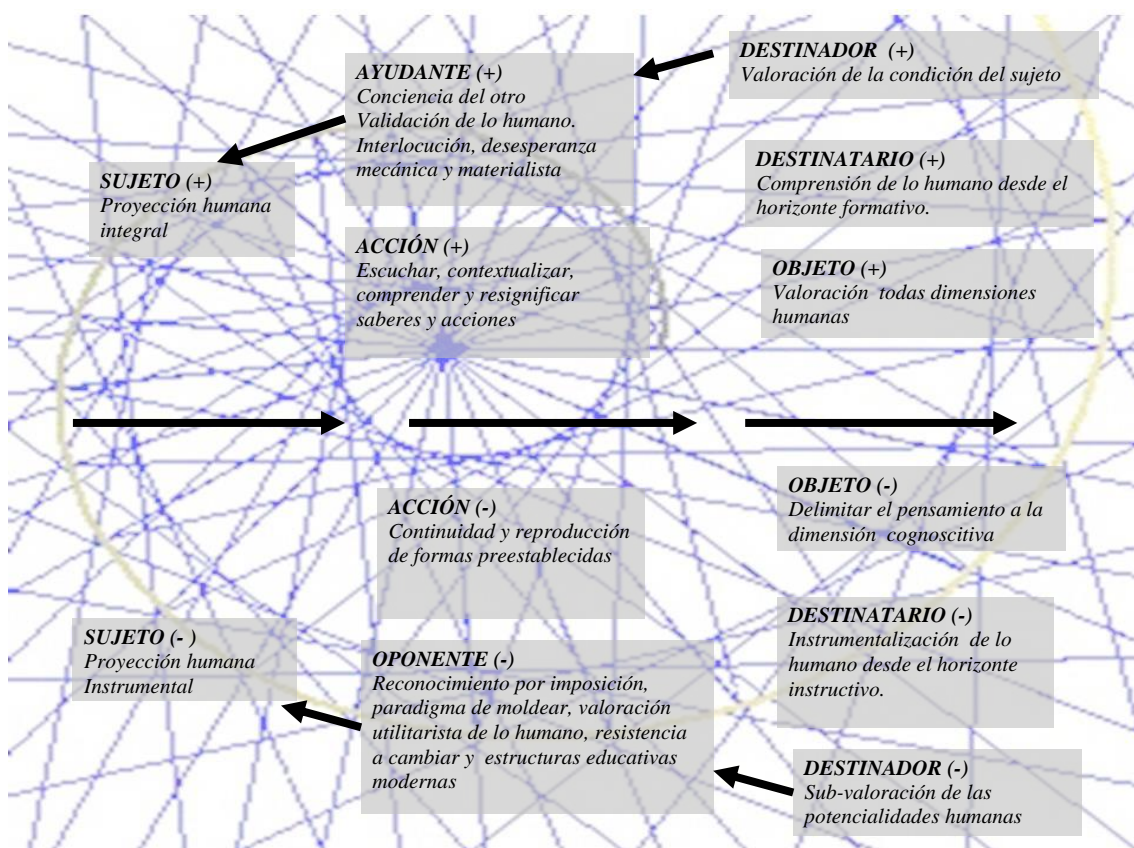 DESTINADOR (+)
Valoración de la condición del sujeto
AYUDANTE (+)
Conciencia del otro
Validación de lo humano.
Interlocución, desesperanza
mecánica y materialista
DESTINATARIO (+)
Comprensión de lo humano desde el
horizonte formativo.
SUJETO (+)
Proyección humana
integral
ACCIÓN (+)
Escuchar, contextualizar,
comprender y resignificar
saberes y acciones
OBJETO (+)
Valoración todas dimensiones
humanas
OBJETO (-)
Delimitar el pensamiento a la
dimensión cognoscitiva
ACCIÓN (-)
Continuidad y reproducción
de formas preestablecidas
DESTINATARIO (-)
Instrumentalización de lo
humano desde el horizonte
instructivo.
SUJETO (- )
Proyección humana
Instrumental
OPONENTE (-)
Reconocimiento por imposición,
paradigma de moldear, valoración
utilitarista de lo humano, resistencia
a cambiar y estructuras educativas
modernas
DESTINADOR (-)
Sub-valoración de las
potencialidades humanas